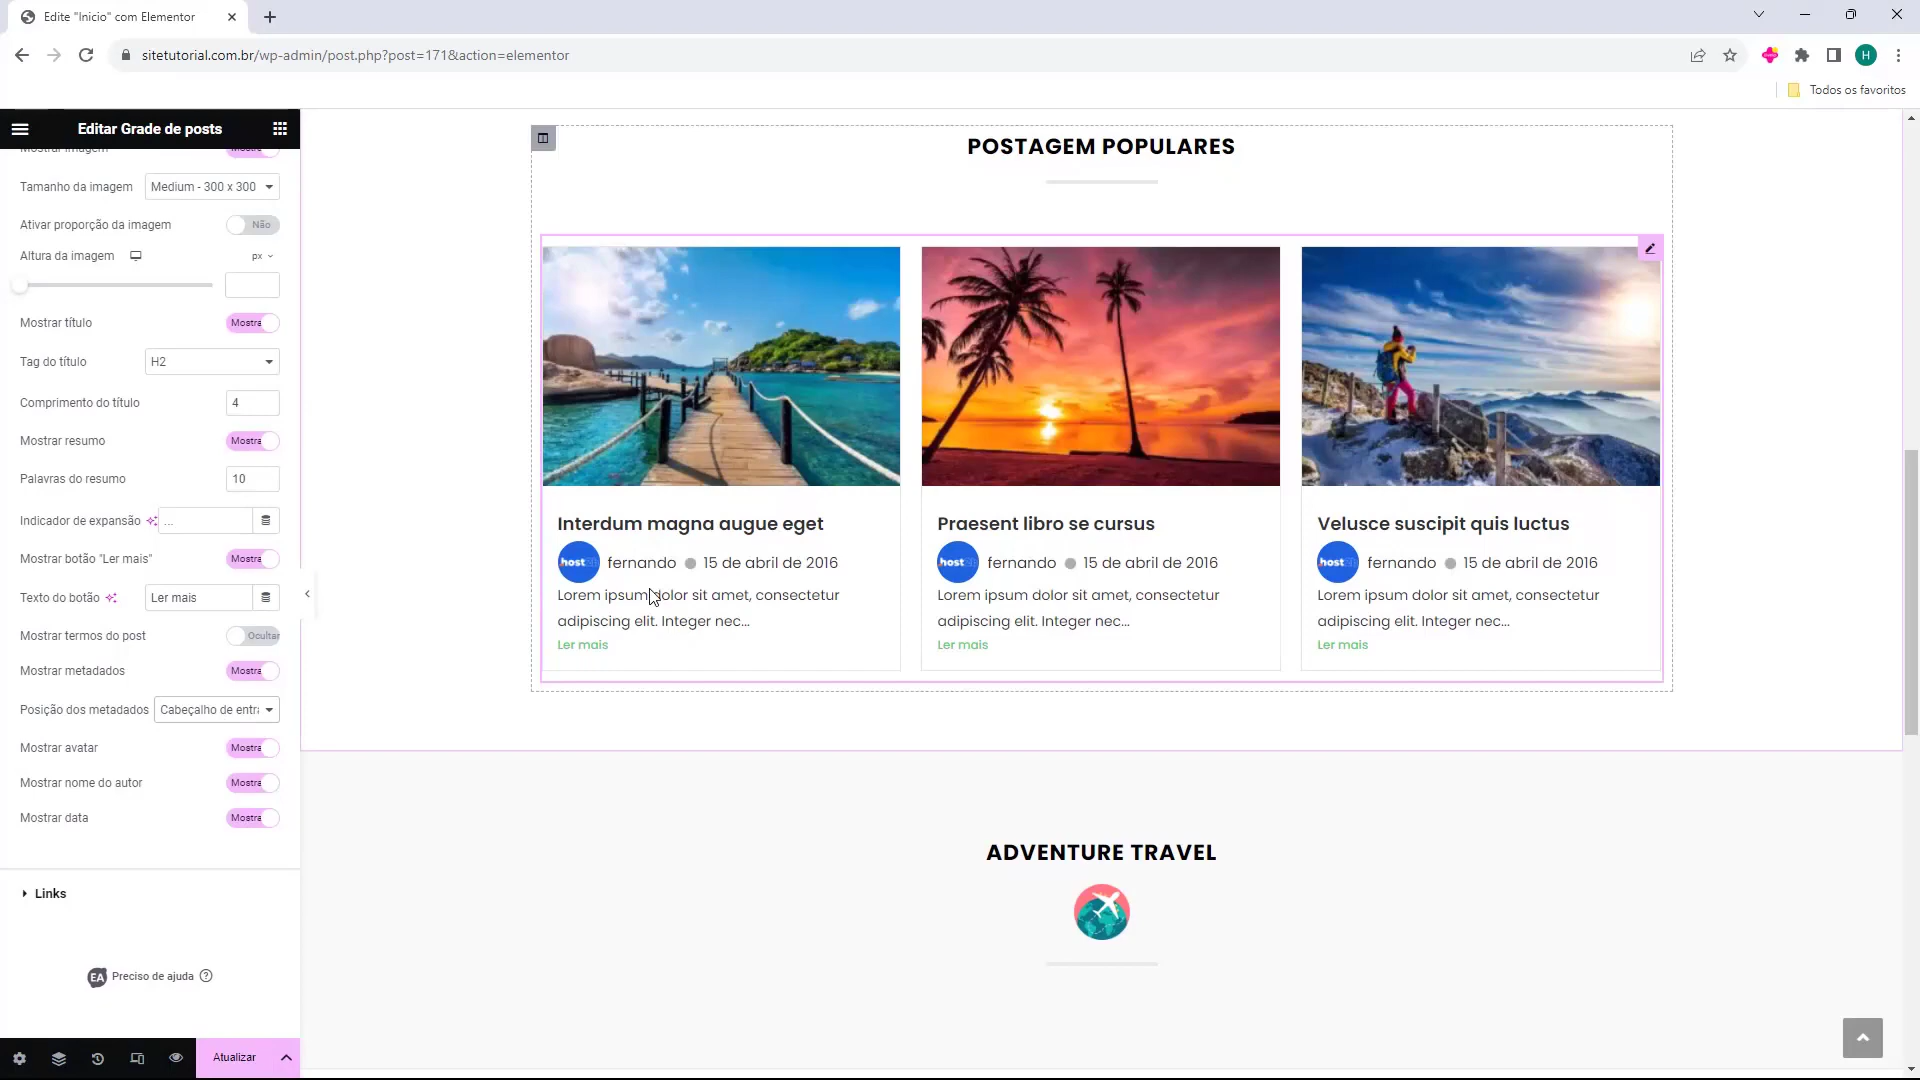 Edite "Inicio" com Elementor
sitetutorial.com.br/wp-admin/post.php?post=171&action=elementor
H
Todos os favoritos
Editar Grade de posts
Mostrar imagem
Tamanho da imagem Medium - 300 x 300
Ativar proporção da imagem Não
Altura da imagem px
Mostrar título Mostra
Tag do título H2
Comprimento do título 4
Mostrar resumo Mostra
Palavras do resumo 10
Indicador de expansão ...
Mostrar botão "Ler mais" Mostra
Texto do botão Ler mais
Mostrar termos do post Ocultar
Mostrar metadados Mostra
Posição dos metadados Cabeçalho de entra
Mostrar avatar Mostra
Mostrar nome do autor Mostra
Mostrar data Mostra
Links
EA Preciso de ajuda ?
Atualizar
POSTAGEM POPULARES
Interdum magna augue eget
host
fernando 15 de abril de 2016
Lorem ipsum dolor sit amet, consectetur
adipiscing elit. Integer nec...
Ler mais
Praesent libro se cursus
host
fernando 15 de abril de 2016
Lorem ipsum dolor sit amet, consectetur
adipiscing elit. Integer nec...
Ler mais
Velusce suscipit quis luctus
host
fernando 15 de abril de 2016
Lorem ipsum dolor sit amet, consectetur
adipiscing elit. Integer nec...
Ler mais
ADVENTURE TRAVEL